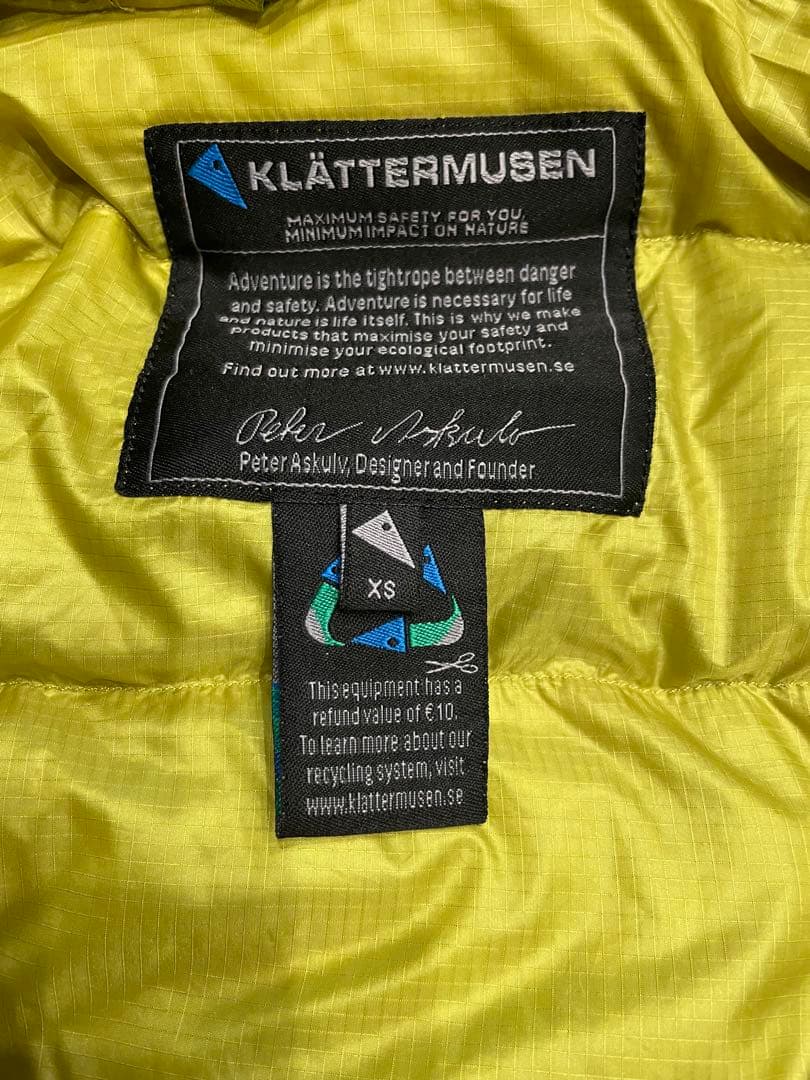 KLÄTTERMUSEN
MAXIMUM SAFETY FOR YOU,
MINIMUM IMPACT ON NATURE
Adventure is the tightrope between danger
and safety. Adventure is necessary for life
and nature is life itself. This is why we make
products that maximise your safety and
minimise your ecological footprint.
Find out more at www.klattermusen.se
Peter Askulv
Peter Askulv, Designer and Founder
XS
This equipment has a
refund value of €10.
To learn more about our
recycling system, visit
www.klattermusen.se